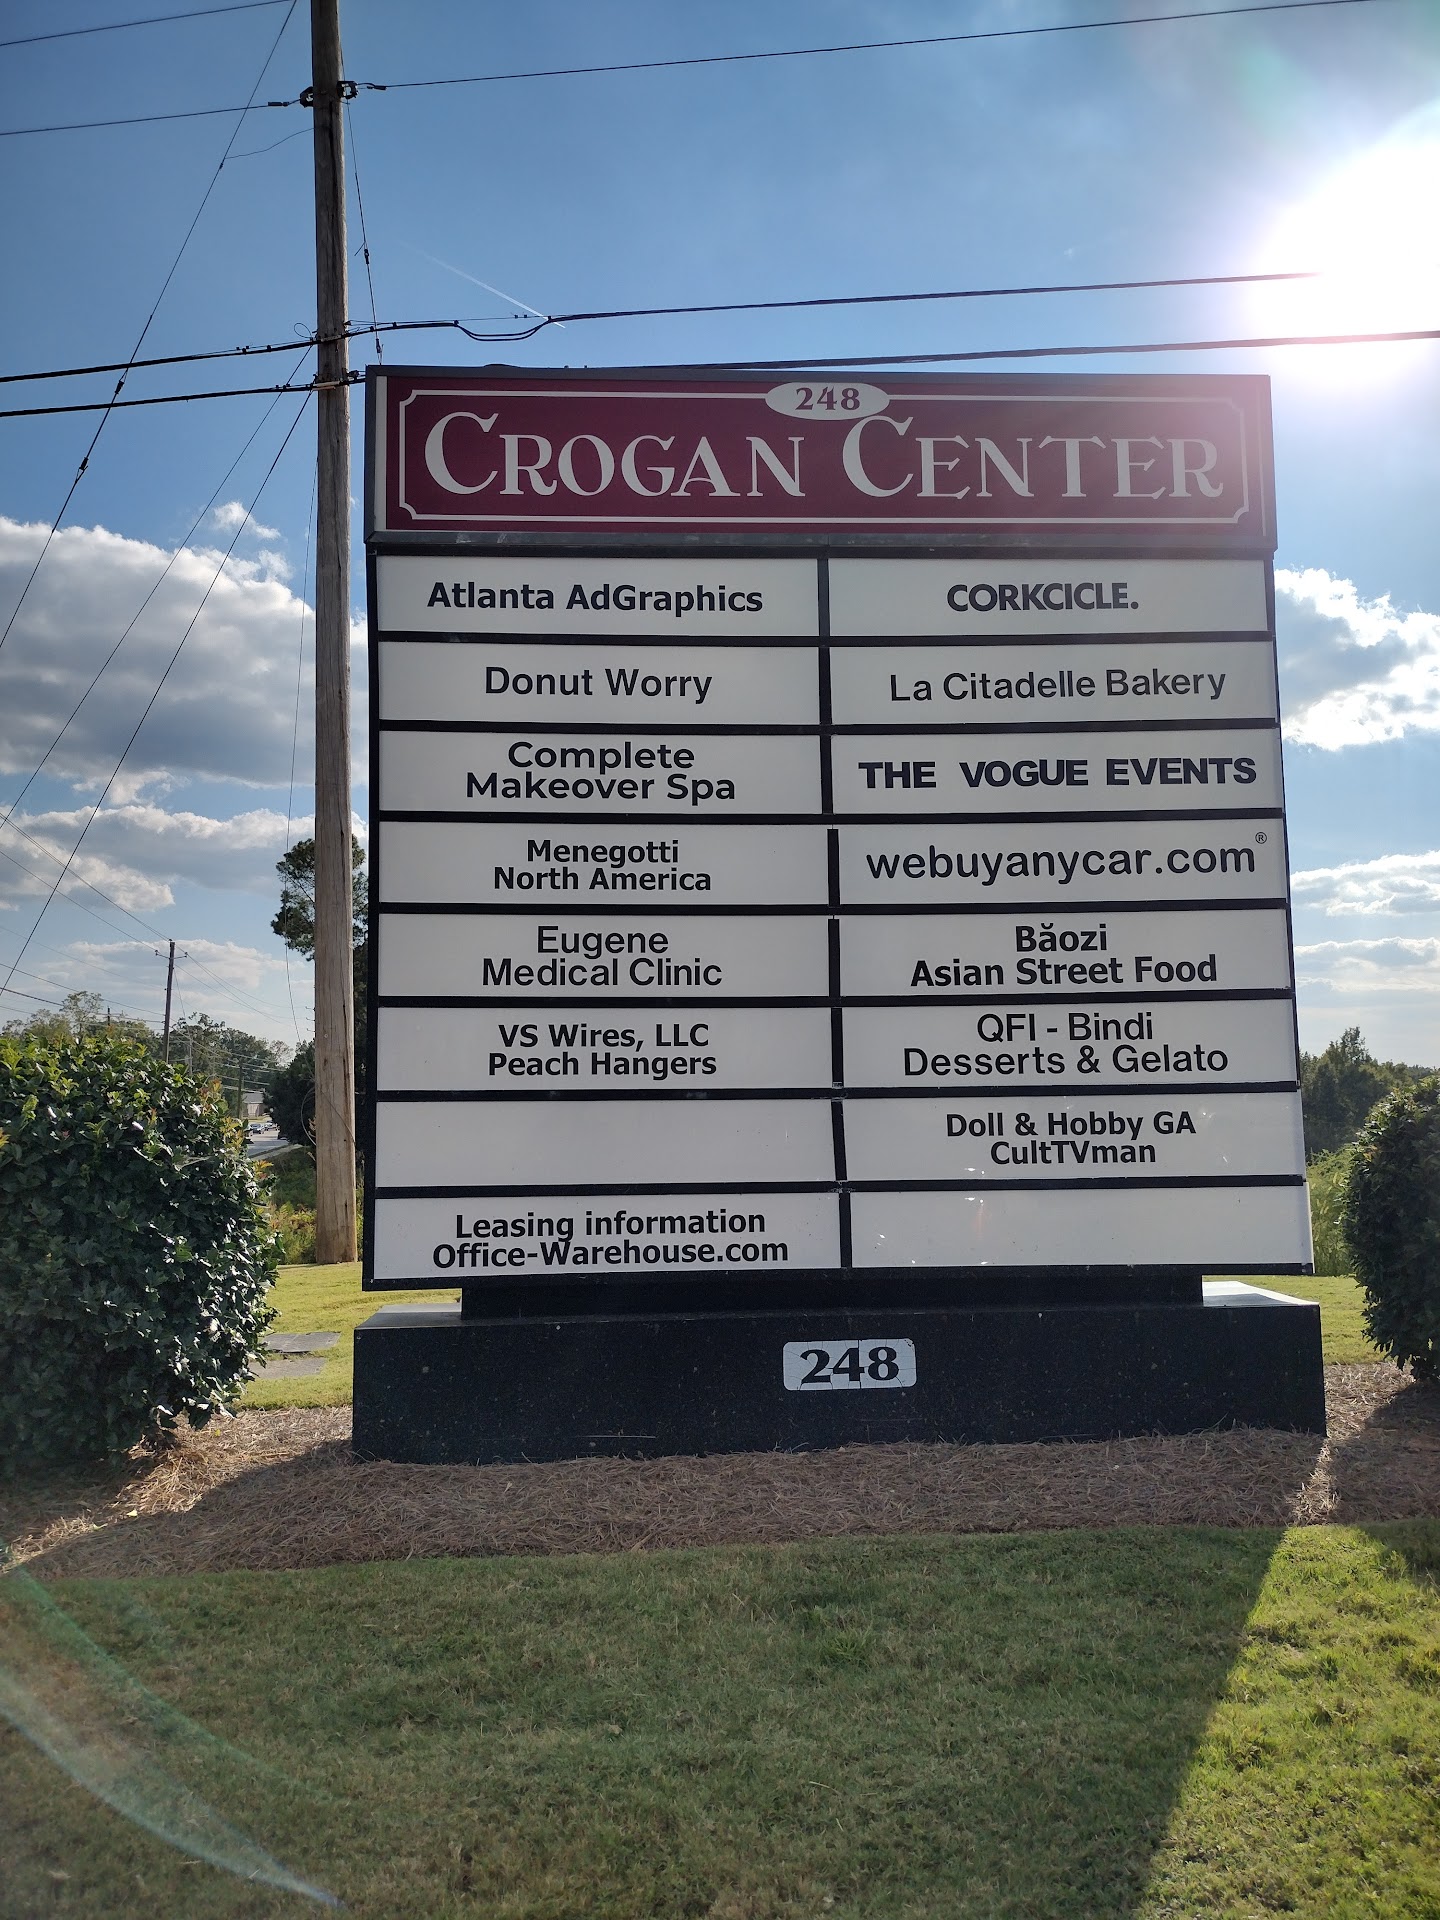 248
CROGAN CENTER
Atlanta AdGraphics
CORKCICLE.
Donut Worry
La Citadelle Bakery
Complete
Makeover Spa
THE VOGUE EVENTS
Menegotti
North America
webuyanycar.com®
Eugene
Medical Clinic
Băozi
Asian Street Food
VS Wires, LLC
Peach Hangers
QFI - Bindi
Desserts & Gelato
Doll & Hobby GA
CultTVman
Leasing information
Office-Warehouse.com
248